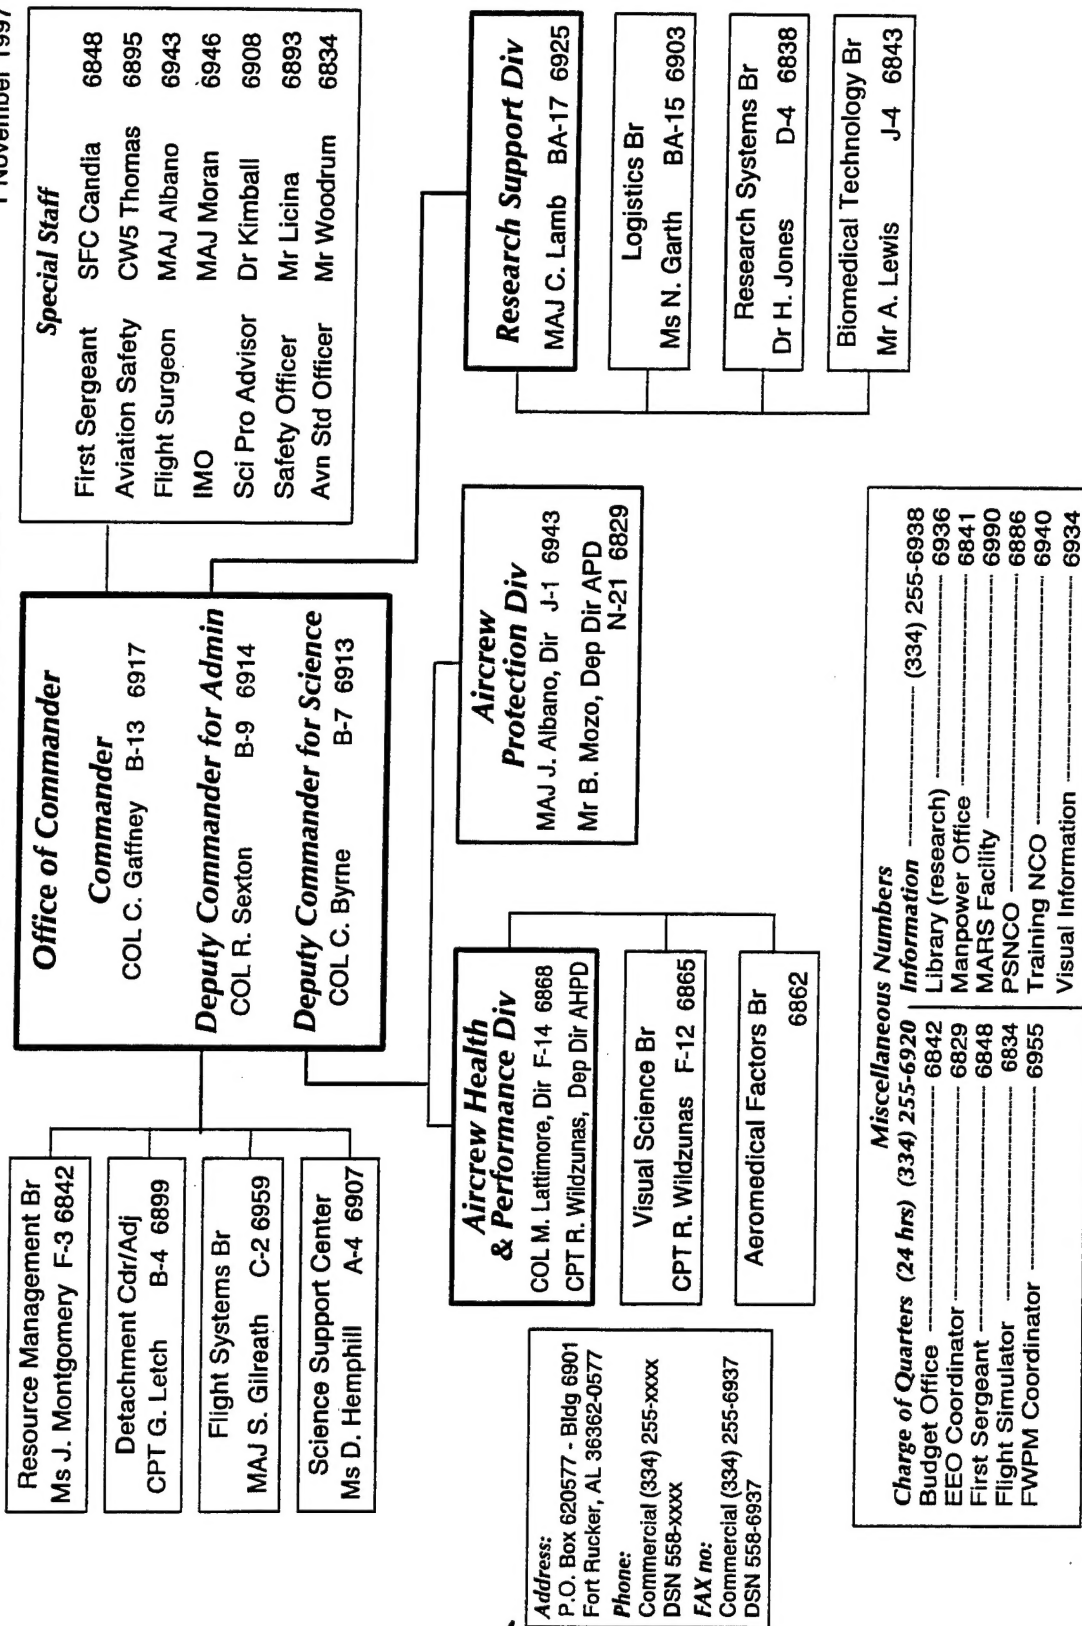 1 November 1997
Office of Commander
Commander
COL C. Gaffney B-13 6917
Deputy Commander for Admin
COL R. Sexton B-9 6914
Deputy Commander for Science
COL C. Byrne B-7 6913
Special Staff
First Sergeant SFC Candia 6848
Aviation Safety CW5 Thomas 6895
Flight Surgeon MAJ Albano 6943
IMO MAJ Moran 6946
Sci Pro Advisor Dr Kimball 6908
Safety Officer Mr Licina 6893
Avn Std Officer Mr Woodrum 6834
Resource Management Br
Ms J. Montgomery F-3 6842
Detachment Cdr/Adj
CPT G. Letch B-4 6899
Flight Systems Br
MAJ S. Gilreath C-2 6959
Science Support Center
Ms D. Hemphill A-4 6907
Aircrew Health
& Performance Div
COL M. Lattimore, Dir F-14 6868
CPT R. Wildzunas, Dep Dir AHPD
Visual Science Br
CPT R. Wildzunas F-12 6865
Aeromedical Factors Br
6862
Aircrew
Protection Div
MAJ J. Albano, Dir J-1 6943
Mr B. Mozo, Dep Dir APD
N-21 6829
Research Support Div
MAJ C. Lamb BA-17 6925
Logistics Br
Ms N. Garth BA-15 6903
Research Systems Br
Dr H. Jones D-4 6838
Biomedical Technology Br
Mr A. Lewis J-4 6843
Address:
P.O. Box 620577 - Bldg 6901
Fort Rucker, AL 36362-0577
Phone:
Commercial (334) 255-xxxx
DSN 558-xxxx
FAX no:
Commercial (334) 255-6937
DSN 558-6937
Miscellaneous Numbers
Charge of Quarters (24 hrs) (334) 255-6920
Budget Office ---------- 6842
EEO Coordinator ---------- 6829
First Sergeant ---------- 6848
Flight Simulator ---------- 6834
FWPM Coordinator ---------- 6955
Information ---------- (334) 255-6938
Library (research) ---------- 6936
Manpower Office ---------- 6841
MARS Facility ---------- 6990
PSNCO ---------- 6886
Training NCO ---------- 6940
Visual Information ---------- 6934